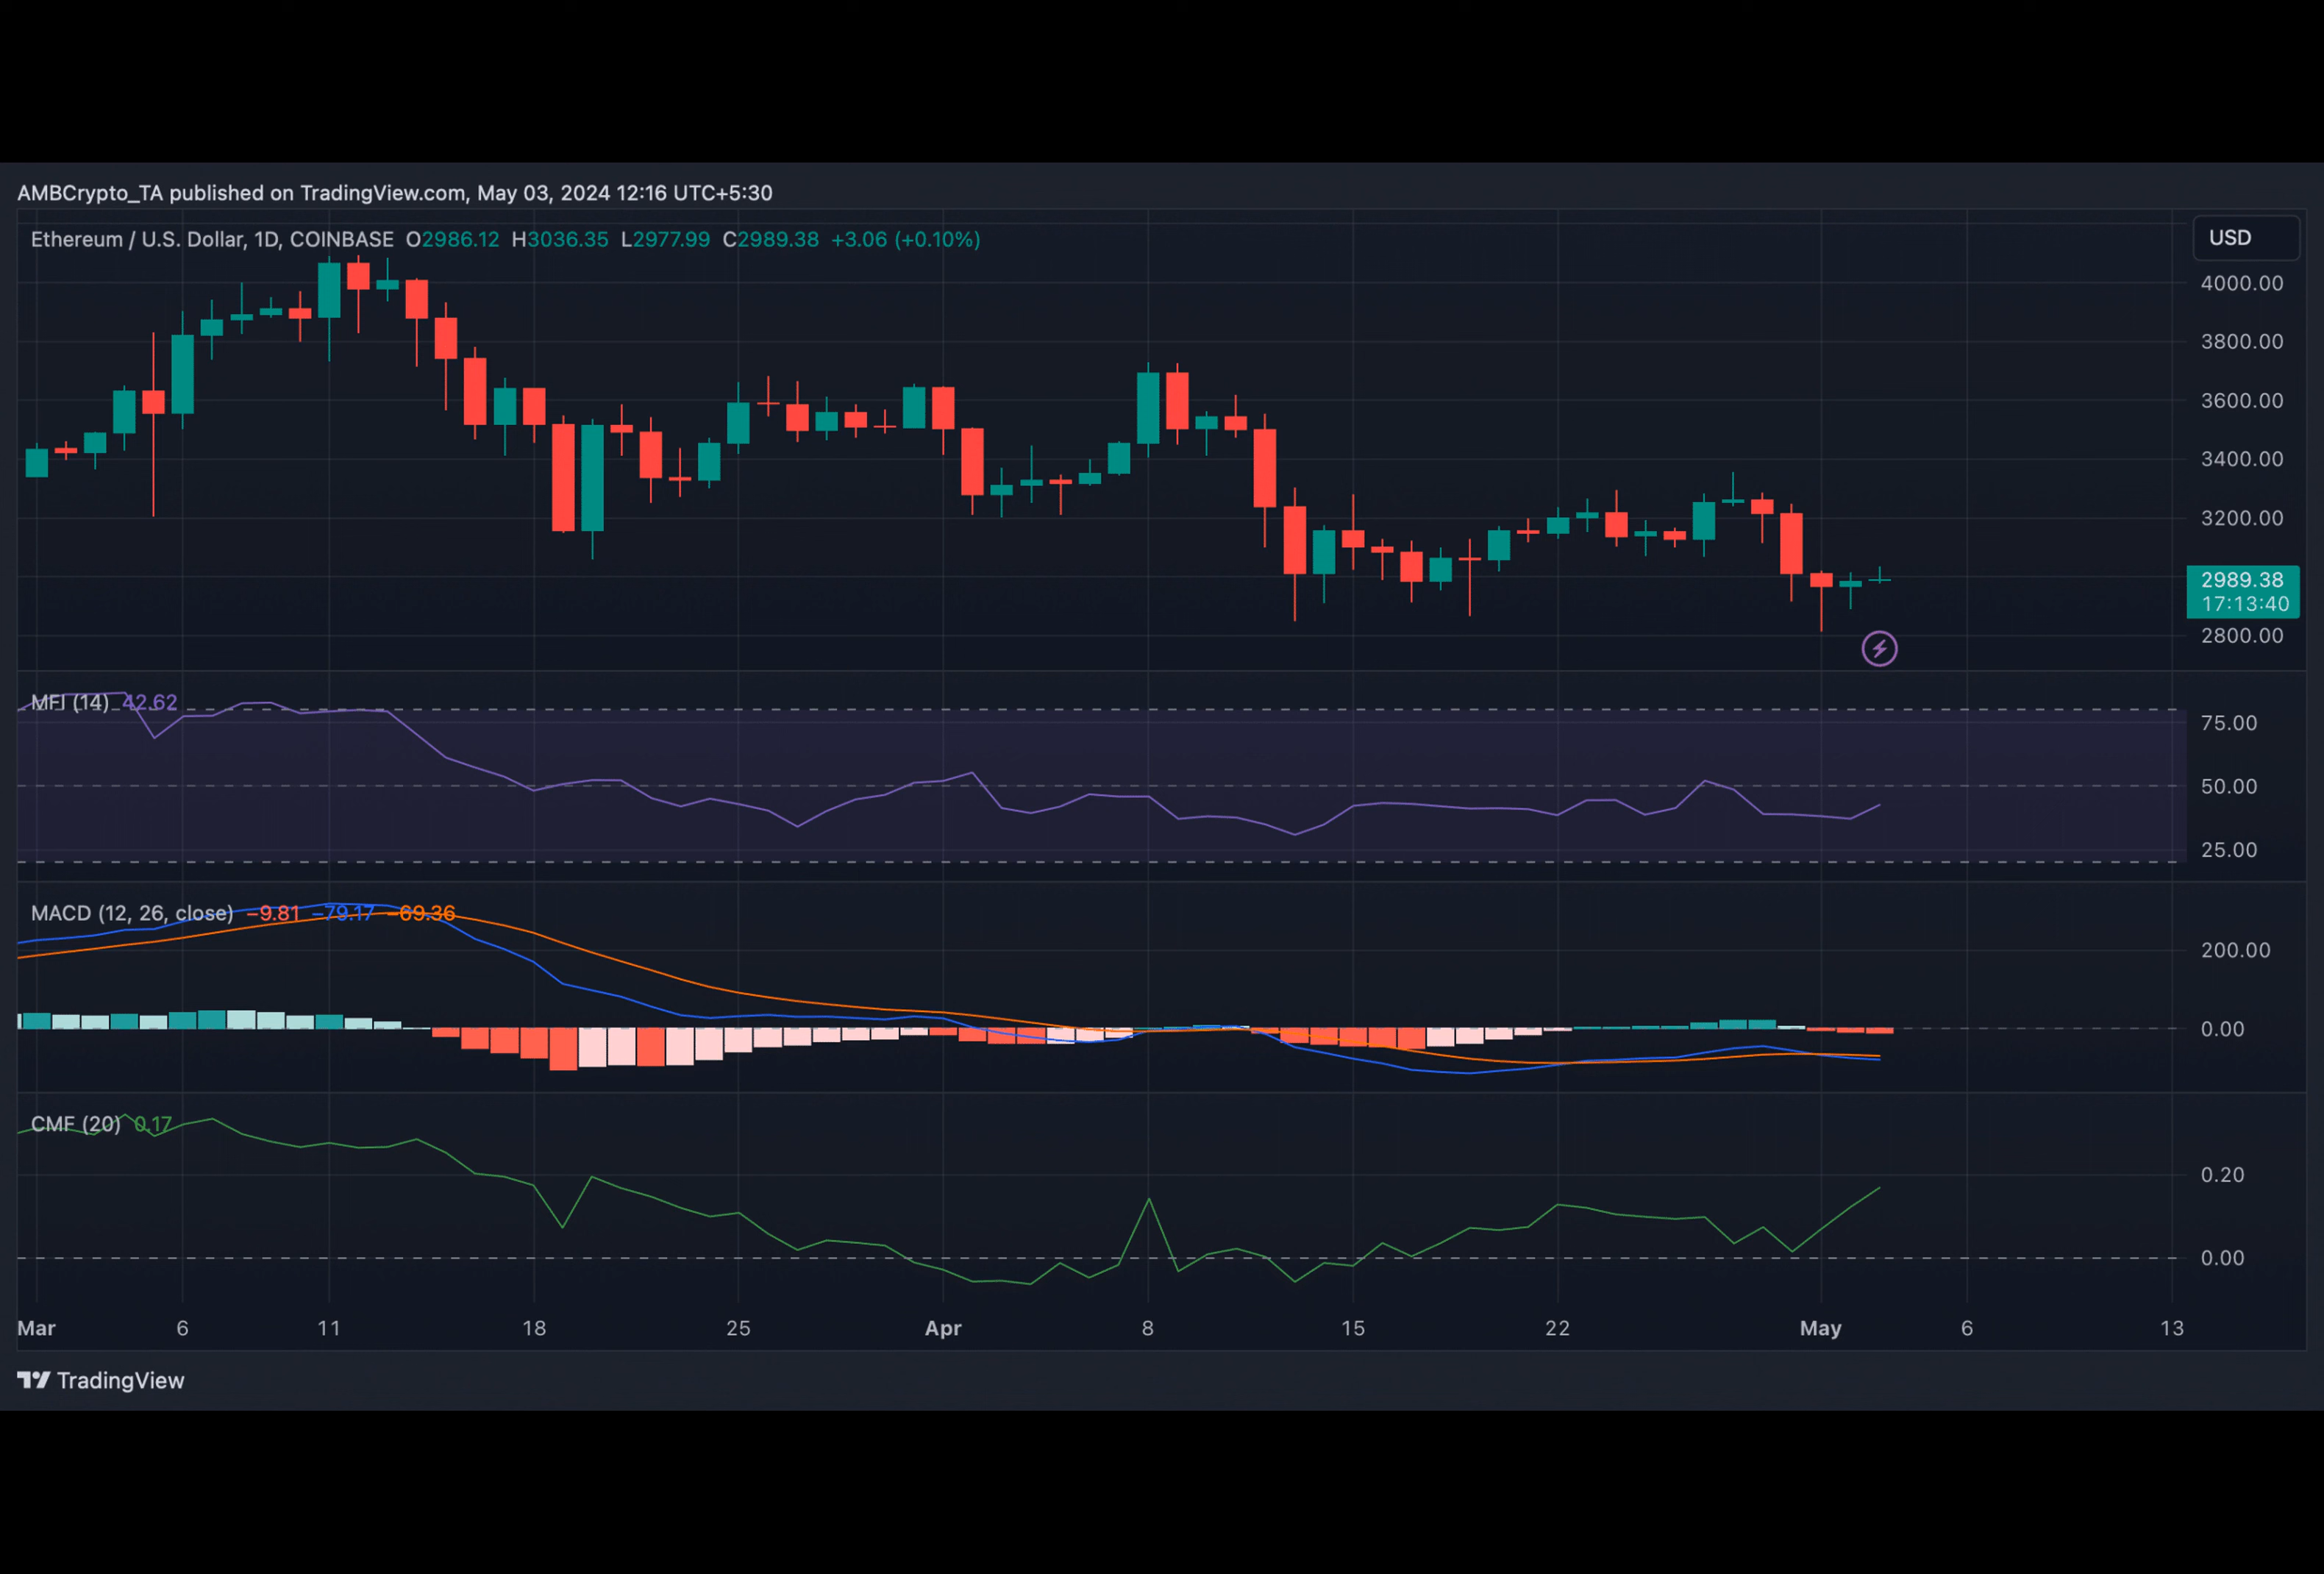 AMBCrypto_TA published on TradingView.com, May 03, 2024 12:16 UTC+5:30
Ethereum / U.S. Dollar, 1D, COINBASE O2986.12 H3036.35 L2977.99 C2989.38 +3.06 (+0.10%)
USD
4000.00
3800.00
3600.00
3400.00
3200.00
2989.38
17:13:40
2800.00
MFI (14) 42.62
75.00
50.00
25.00
MACD (12, 26, close) −9.81 −79.17 −69.36
200.00
0.00
CMF (20) 0.17
0.20
0.00
Mar 6 11 18 25 Apr 8 15 22 May 6 13
TradingView